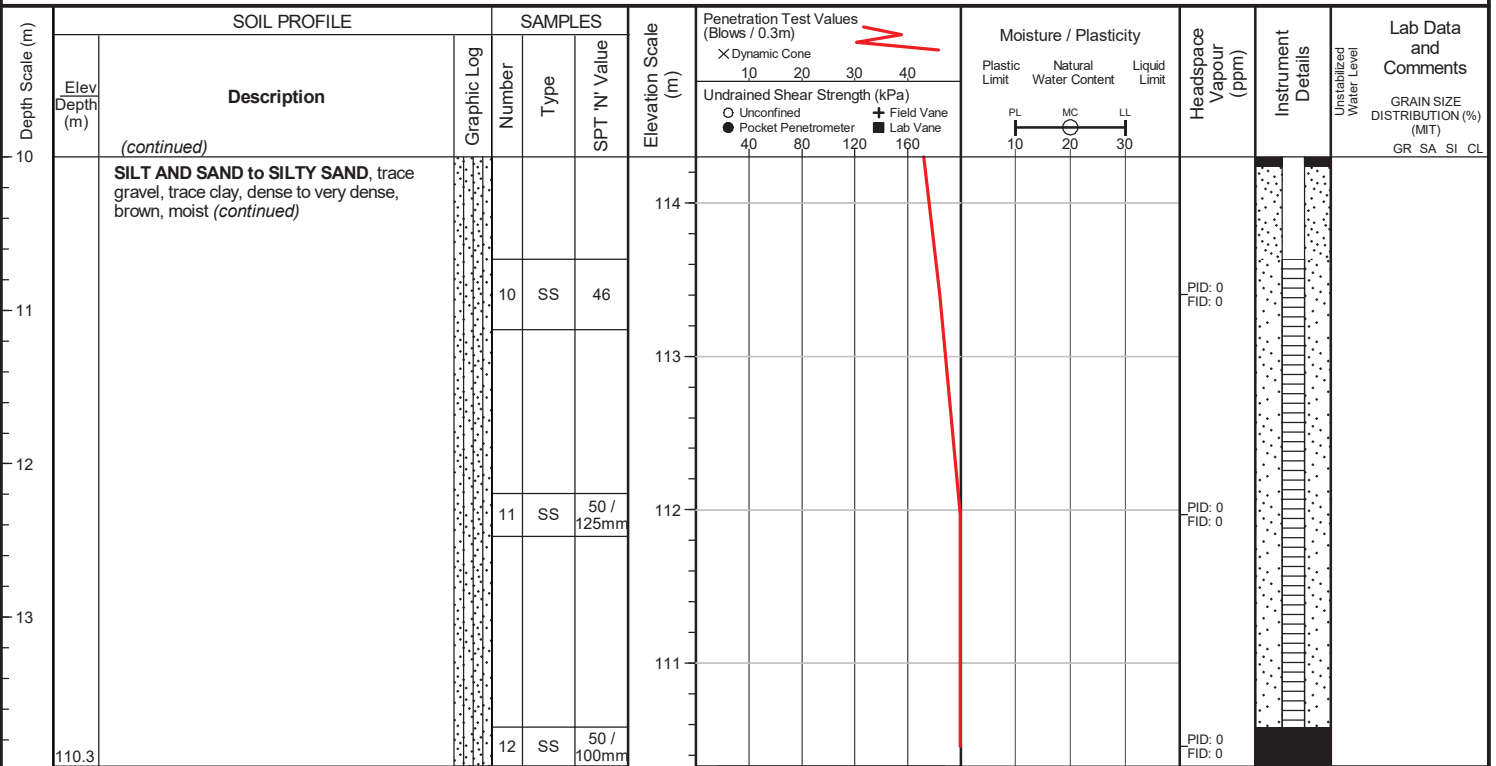 Depth Scale (m)
SOIL PROFILE
SAMPLES
Elev
Depth
(m)
Description
(continued)
Graphic Log
Number
Type
SPT 'N' Value
Elevation Scale
(m)
Penetration Test Values
(Blows / 0.3m)
× Dynamic Cone
10 20 30 40
Undrained Shear Strength (kPa)
Unconfined
Field Vane
Pocket Penetrometer
Lab Vane
40 80 120 160
Moisture / Plasticity
Plastic Limit
Natural Water Content
Liquid Limit
PL MC LL
10 20 30
Headspace
Vapour
(ppm)
Instrument
Details
Unstabilized
Water Level
Lab Data
and
Comments
GRAIN SIZE
DISTRIBUTION (%)
(MIT)
GR SA SI CL
10
SILT AND SAND to SILTY SAND, trace
gravel, trace clay, dense to very dense,
brown, moist (continued)
114
10 SS 46
PID: 0
FID: 0
11
113
12
11 SS 50 /
125mm
112
PID: 0
FID: 0
13
111
12 SS 50 /
100mm
PID: 0
FID: 0
110.3